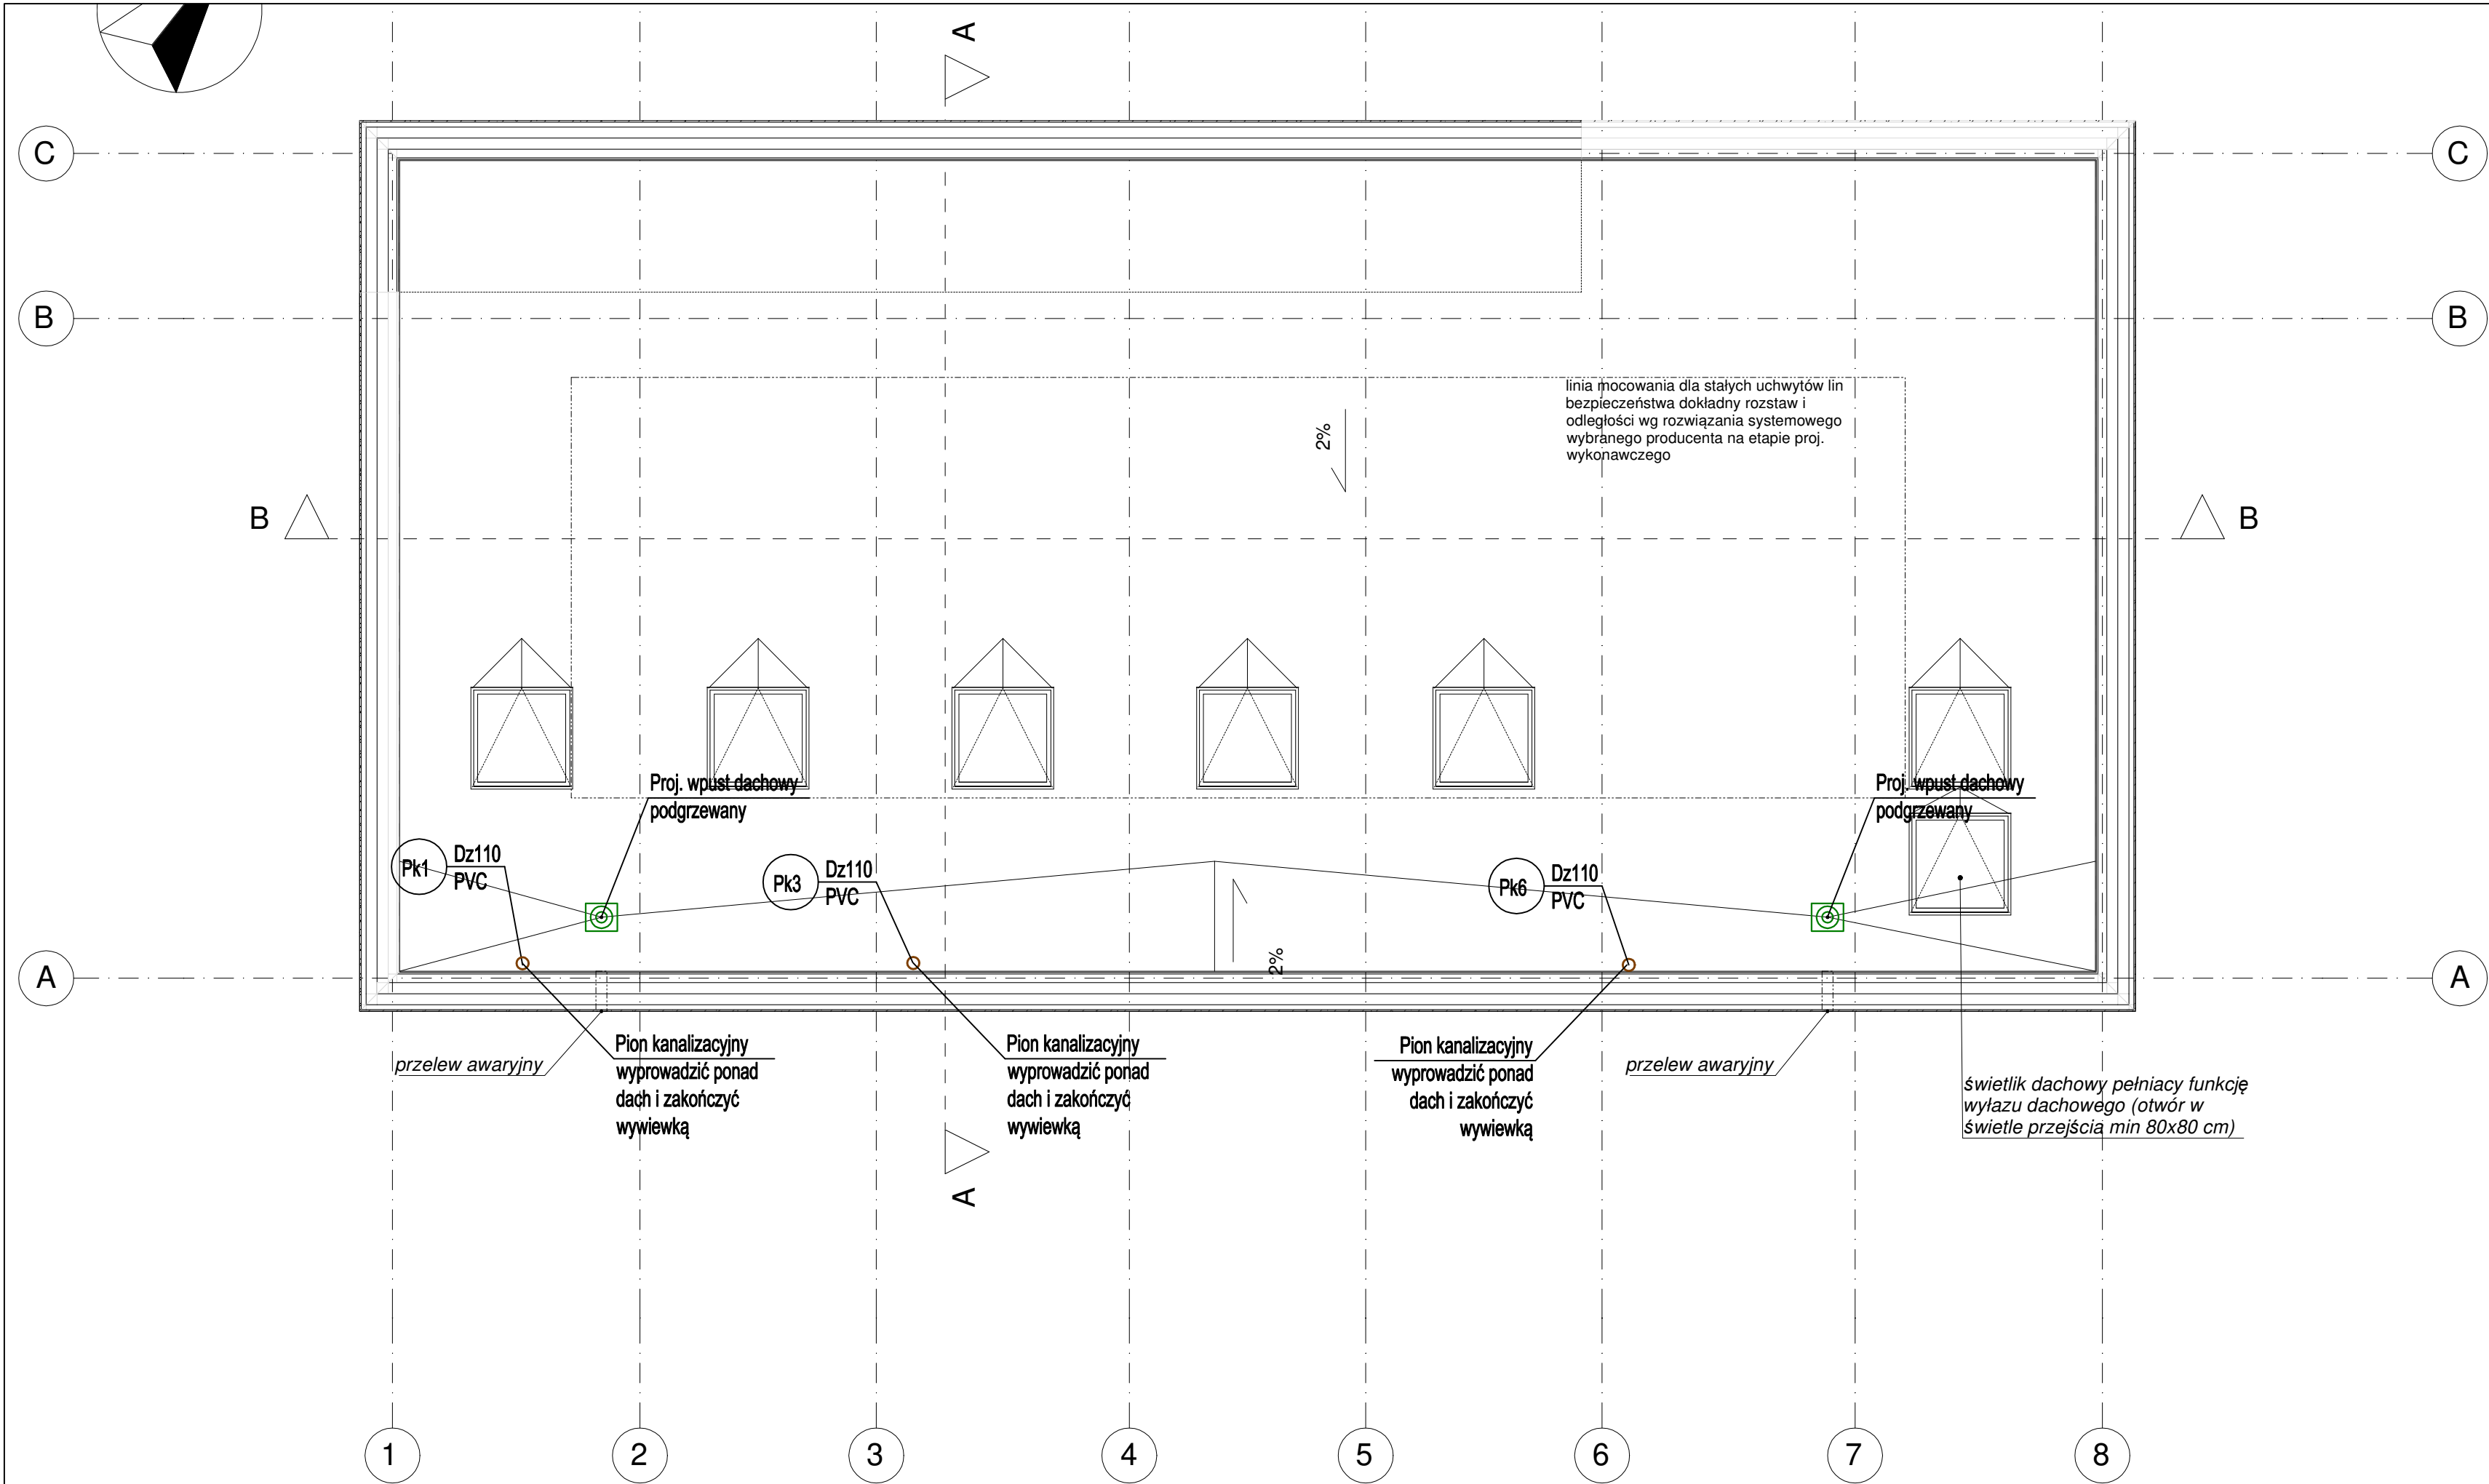 A
C
C
B
B
linia mocowania dla stałych uchwytów lin
bezpieczeństwa dokładny rozstaw i
odległości wg rozwiązania systemowego
wybranego producenta na etapie proj.
wykonawczego
2%
B
B
Proj. wpust dachowy
podgrzewany
Proj. wpust dachowy
podgrzewany
Pk1
Dz110
PVC
Pk3
Dz110
PVC
Pk6
Dz110
PVC
2%
A
A
przelew awaryjny
Pion kanalizacyjny
wyprowadzić ponad
dach i zakończyć
wywiewką
Pion kanalizacyjny
wyprowadzić ponad
dach i zakończyć
wywiewką
Pion kanalizacyjny
wyprowadzić ponad
dach i zakończyć
wywiewką
przelew awaryjny
świetlik dachowy pełniacy funkcję
wyłazu dachowego (otwór w
świetle przejścia min 80x80 cm)
A
1
2
3
4
5
6
7
8